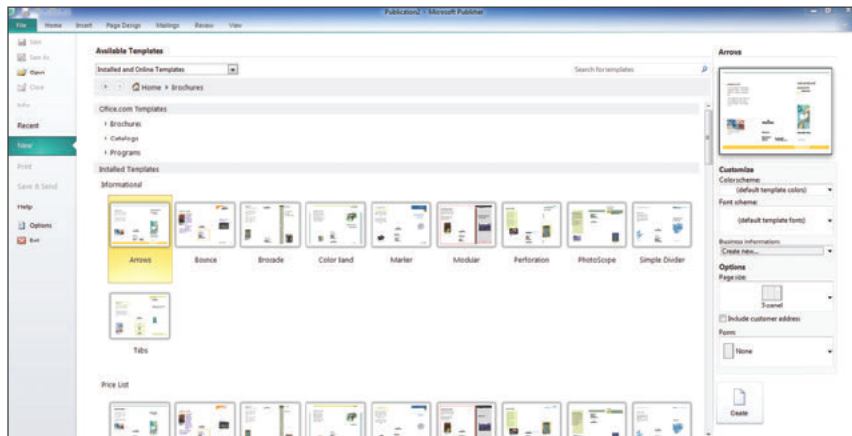 Publication2 - Microsoft Publisher
File Home Insert Page Design Mailings Review View
Save
Save As
Open
Close
Info
Recent
New
Print
Save & Send
Help
Options
Exit
Available Templates
Installed and Online Templates
Search for templates
Home Brochures
Office.com Templates
Brochures
Catalogs
Programs
Installed Templates
Informational
Arrows Bounce Brocade Color Band Marker Modular Perforation PhotoScope Simple Divider
Tabs
Price List
Arrows
Customize
Color scheme:
(default template colors)
Font scheme:
(default template fonts)
Business information:
Create new...
Options
Page size:
3-panel
Include customer address
Form:
None
Create